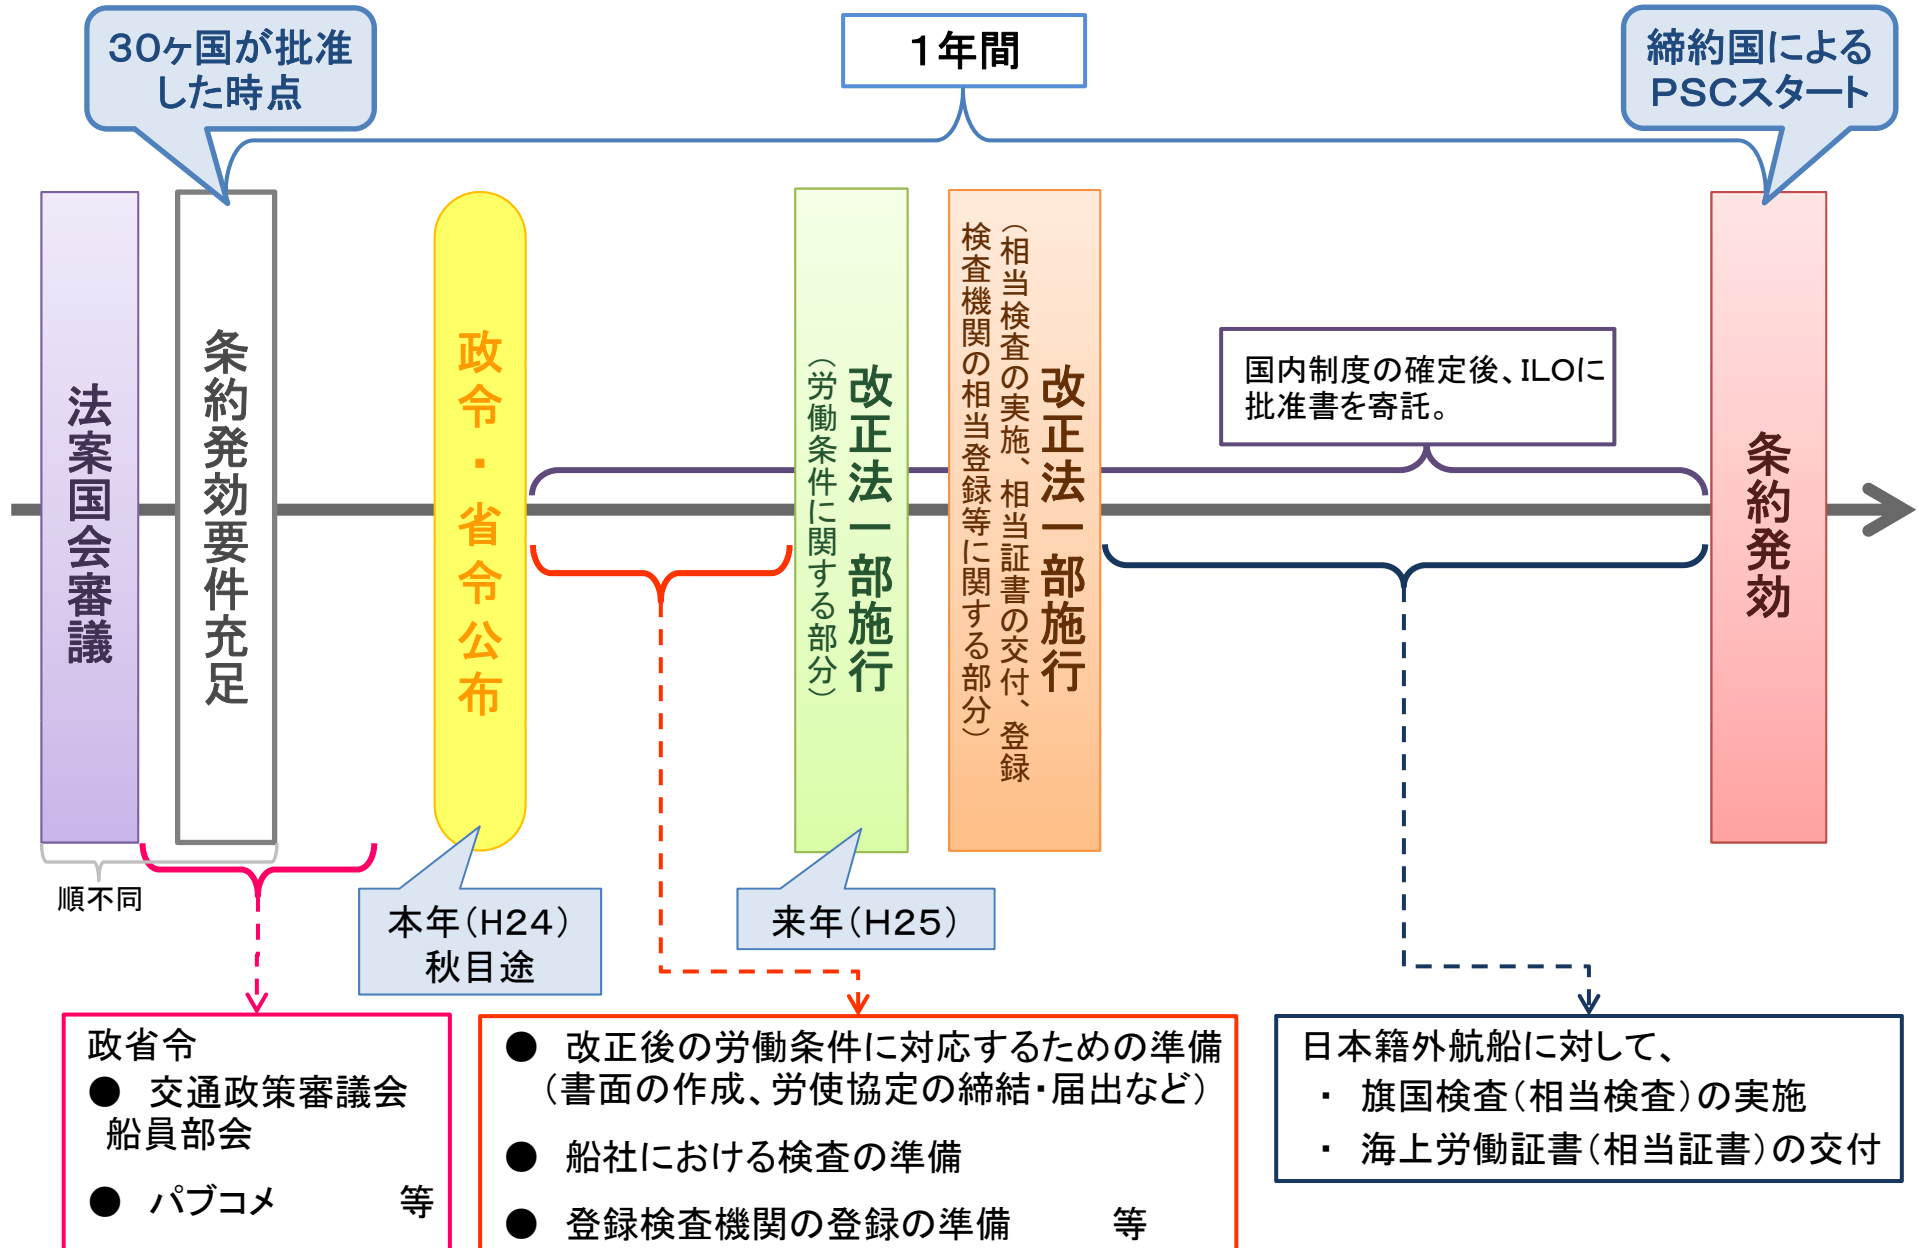 30ヶ国が批准
した時点
1年間
締約国による
PSCスタート
法案国会審議
条約発効要件充足
政令・省令公布
改正法一部施行
（労働条件に関する部分）
改正法一部施行
（相当検査の実施、相当証書の交付、登録
検査機関の相当登録等に関する部分）
国内制度の確定後、ILOに
批准書を寄託。
条約発効
順不同
本年（H24）
秋目途
来年（H25）
政省令
● 交通政策審議会
船員部会
● パブコメ 等
● 改正後の労働条件に対応するための準備
（書面の作成、労使協定の締結・届出など）
● 船社における検査の準備
● 登録検査機関の登録の準備 等
日本籍外航船に対して、
・ 旗国検査（相当検査）の実施
・ 海上労働証書（相当証書）の交付